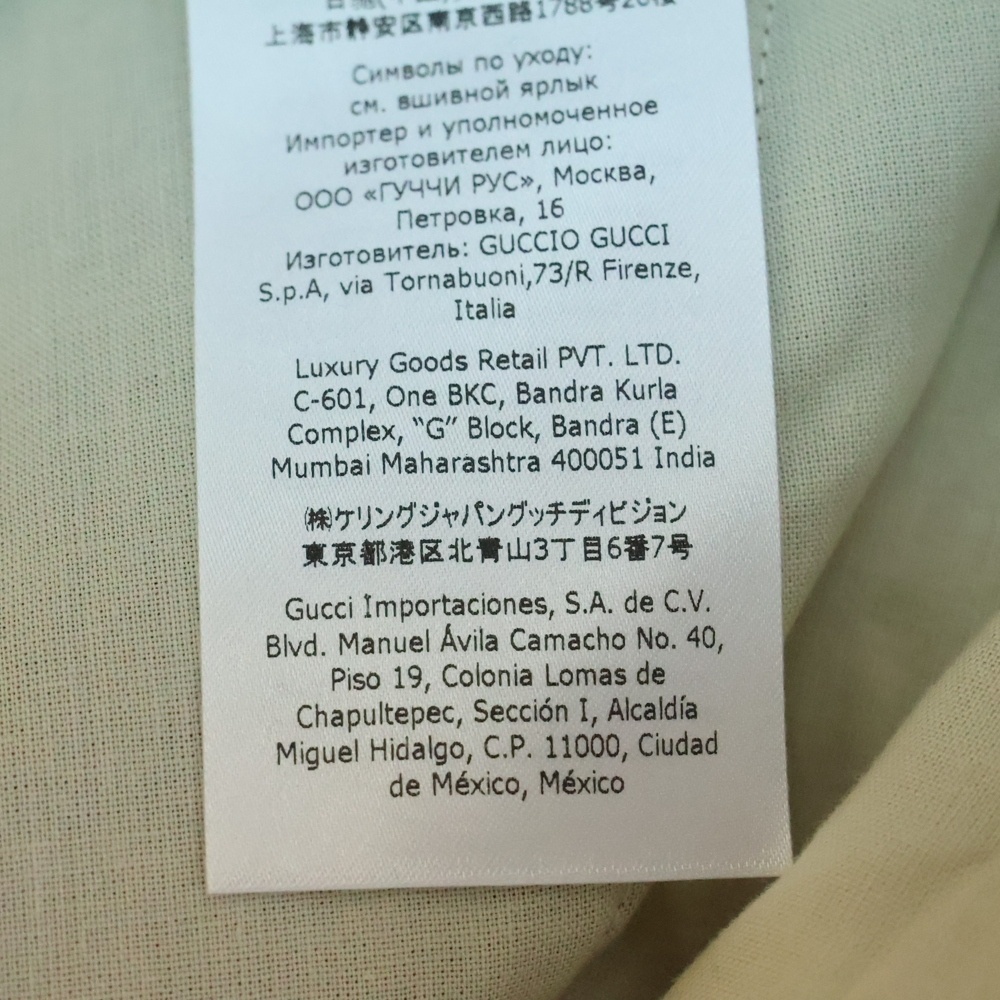 上海市静安区南京西路1788号
Символы по уходу:
см. вшивной ярлык
Импортер и уполномоченное
изготовителем лицо:
ООО «ГУЧЧИ РУС», Москва,
Петровка, 16
Изготовитель: GUCCIO GUCCI
S.p.A, via Tornabuoni,73/R Firenze,
Italia
Luxury Goods Retail PVT. LTD.
C-601, One BKC, Bandra Kurla
Complex, “G” Block, Bandra (E)
Mumbai Maharashtra 400051 India
㈱ケリングジャパングッチディビジョン
東京都港区北青山3丁目6番7号
Gucci Importaciones, S.A. de C.V.
Blvd. Manuel Ávila Camacho No. 40,
Piso 19, Colonia Lomas de
Chapultepec, Sección I, Alcaldía
Miguel Hidalgo, C.P. 11000, Ciudad
de México, México